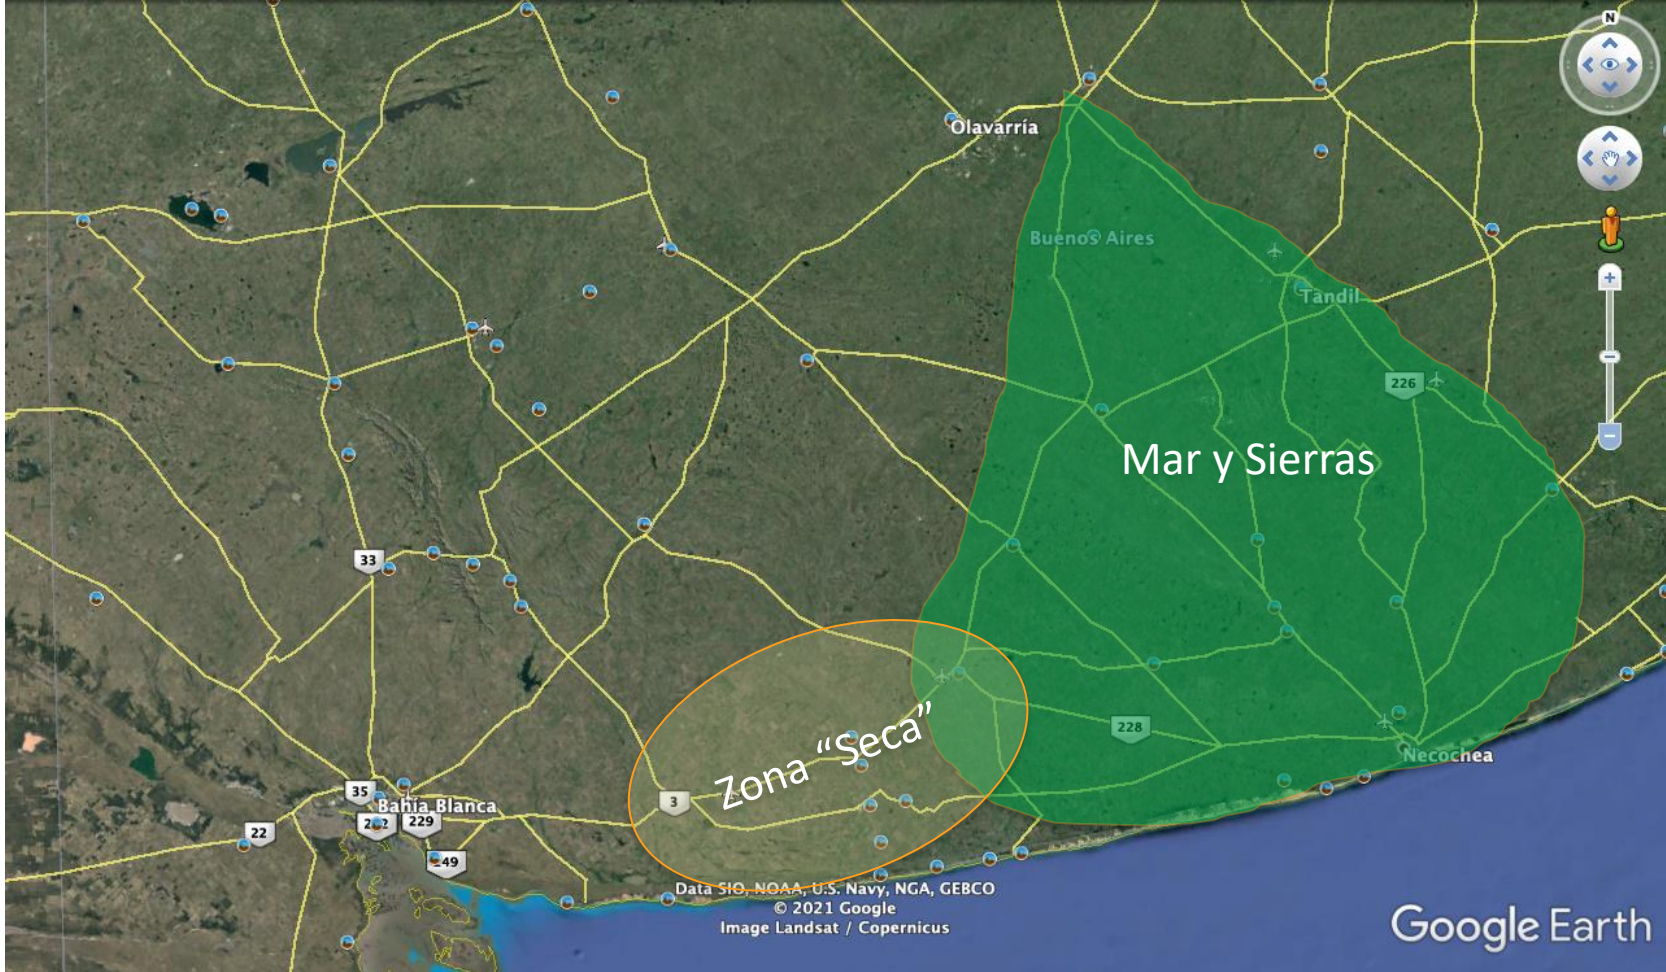 N
Olavarría
Buenos Aires
Tandil
226
Mar y Sierras
33
228
Zona “Seca”
Necochea
35
Bahía Blanca
3
229
22
249
Data SIO, NOAA, U.S. Navy, NGA, GEBCO
© 2021 Google
Image Landsat / Copernicus
Google Earth